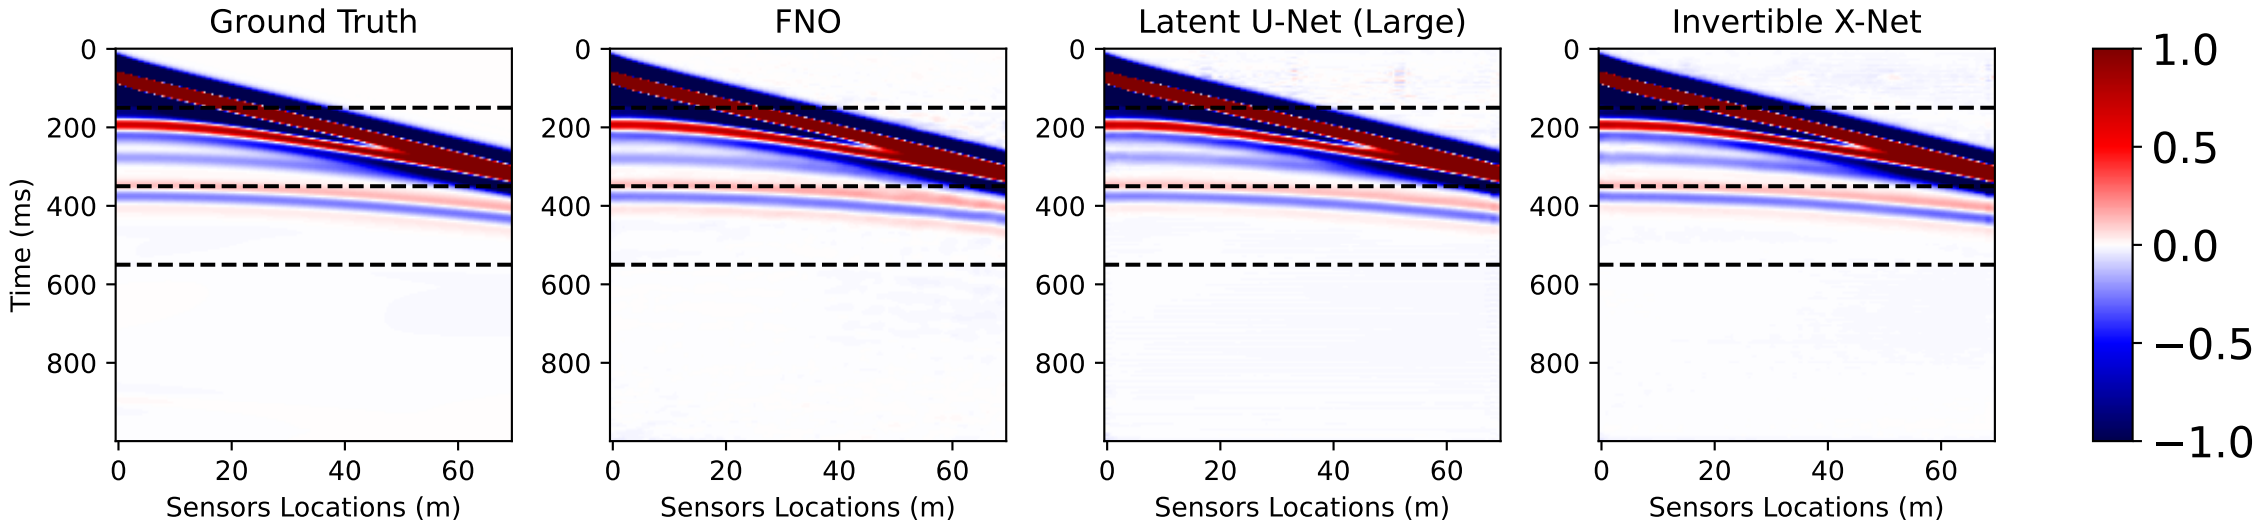 Ground Truth
FNO
Latent U-Net (Large)
Invertible X-Net
0
200
400
600
800
Time (ms)
0 20 40 60
Sensors Locations (m)
0
200
400
600
800
0 20 40 60
Sensors Locations (m)
0
200
400
600
800
0 20 40 60
Sensors Locations (m)
0
200
400
600
800
0 20 40 60
Sensors Locations (m)
1.0
0.5
0.0
−0.5
−1.0